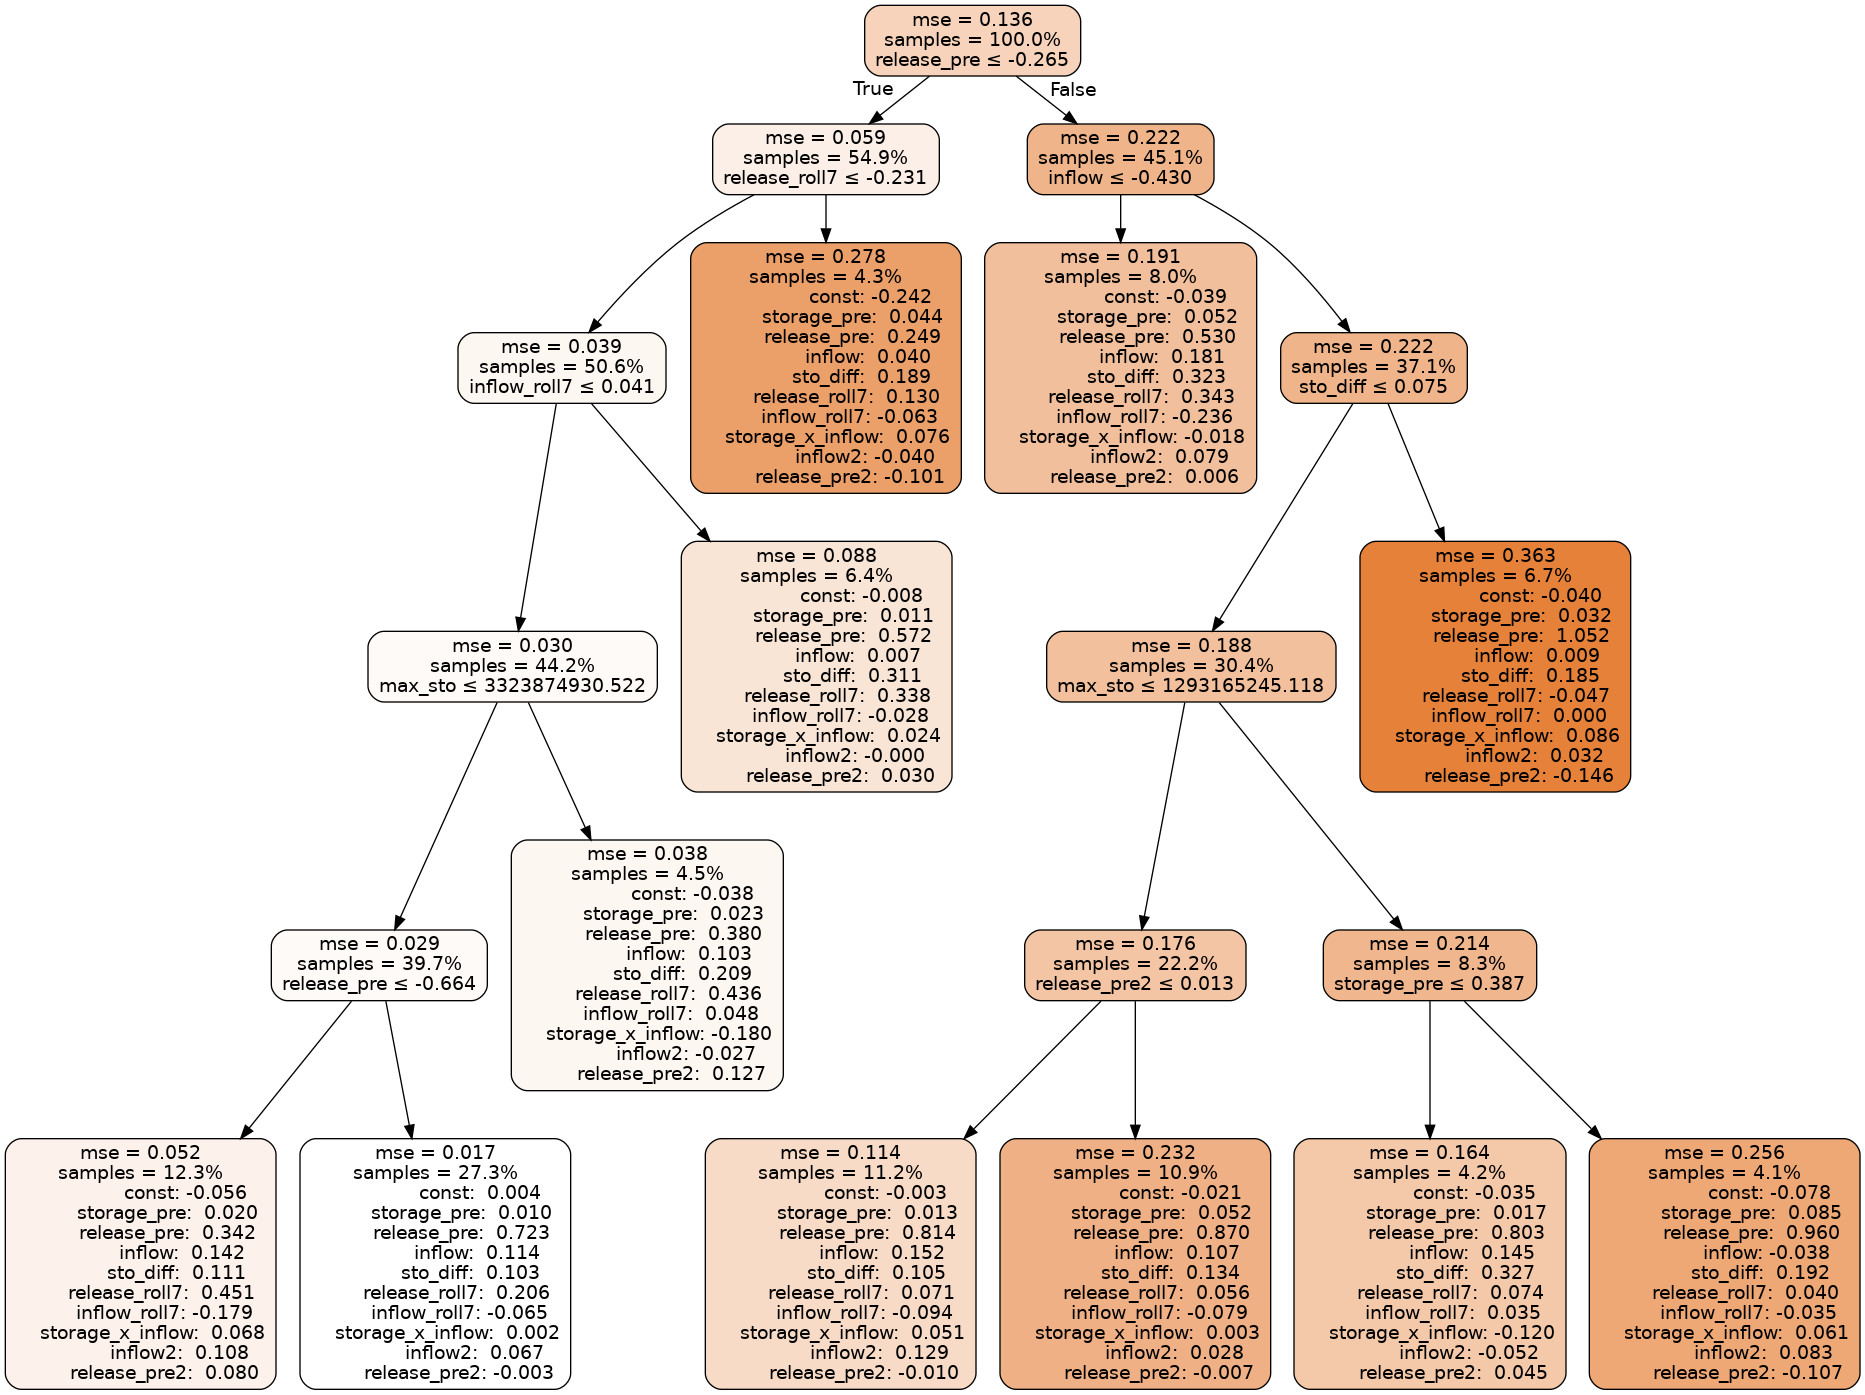 mse = 0.136
samples = 100.0%
release_pre ≤ -0.265
True
False
mse = 0.059
samples = 54.9%
release_roll7 ≤ -0.231
mse = 0.222
samples = 45.1%
inflow ≤ -0.430
mse = 0.039
samples = 50.6%
inflow_roll7 ≤ 0.041
mse = 0.278
samples = 4.3%
const: -0.242
storage_pre:  0.044
release_pre:  0.249
inflow:  0.040
sto_diff:  0.189
release_roll7:  0.130
inflow_roll7: -0.063
storage_x_inflow:  0.076
inflow2: -0.040
release_pre2: -0.101
mse = 0.191
samples = 8.0%
const: -0.039
storage_pre:  0.052
release_pre:  0.530
inflow:  0.181
sto_diff:  0.323
release_roll7:  0.343
inflow_roll7: -0.236
storage_x_inflow: -0.018
inflow2:  0.079
release_pre2:  0.006
mse = 0.222
samples = 37.1%
sto_diff ≤ 0.075
mse = 0.030
samples = 44.2%
max_sto ≤ 3323874930.522
mse = 0.088
samples = 6.4%
const: -0.008
storage_pre:  0.011
release_pre:  0.572
inflow:  0.007
sto_diff:  0.311
release_roll7:  0.338
inflow_roll7: -0.028
storage_x_inflow:  0.024
inflow2: -0.000
release_pre2:  0.030
mse = 0.188
samples = 30.4%
max_sto ≤ 1293165245.118
mse = 0.363
samples = 6.7%
const: -0.040
storage_pre:  0.032
release_pre:  1.052
inflow:  0.009
sto_diff:  0.185
release_roll7: -0.047
inflow_roll7:  0.000
storage_x_inflow:  0.086
inflow2:  0.032
release_pre2: -0.146
mse = 0.029
samples = 39.7%
release_pre ≤ -0.664
mse = 0.038
samples = 4.5%
const: -0.038
storage_pre:  0.023
release_pre:  0.380
inflow:  0.103
sto_diff:  0.209
release_roll7:  0.436
inflow_roll7:  0.048
storage_x_inflow: -0.180
inflow2: -0.027
release_pre2:  0.127
mse = 0.176
samples = 22.2%
release_pre2 ≤ 0.013
mse = 0.214
samples = 8.3%
storage_pre ≤ 0.387
mse = 0.052
samples = 12.3%
const: -0.056
storage_pre:  0.020
release_pre:  0.342
inflow:  0.142
sto_diff:  0.111
release_roll7:  0.451
inflow_roll7: -0.179
storage_x_inflow:  0.068
inflow2:  0.108
release_pre2:  0.080
mse = 0.017
samples = 27.3%
const:  0.004
storage_pre:  0.010
release_pre:  0.723
inflow:  0.114
sto_diff:  0.103
release_roll7:  0.206
inflow_roll7: -0.065
storage_x_inflow:  0.002
inflow2:  0.067
release_pre2: -0.003
mse = 0.114
samples = 11.2%
const: -0.003
storage_pre:  0.013
release_pre:  0.814
inflow:  0.152
sto_diff:  0.105
release_roll7:  0.071
inflow_roll7: -0.094
storage_x_inflow:  0.051
inflow2:  0.129
release_pre2: -0.010
mse = 0.232
samples = 10.9%
const: -0.021
storage_pre:  0.052
release_pre:  0.870
inflow:  0.107
sto_diff:  0.134
release_roll7:  0.056
inflow_roll7: -0.079
storage_x_inflow:  0.003
inflow2:  0.028
release_pre2: -0.007
mse = 0.164
samples = 4.2%
const: -0.035
storage_pre:  0.017
release_pre:  0.803
inflow:  0.145
sto_diff:  0.327
release_roll7:  0.074
inflow_roll7:  0.035
storage_x_inflow: -0.120
inflow2: -0.052
release_pre2:  0.045
mse = 0.256
samples = 4.1%
const: -0.078
storage_pre:  0.085
release_pre:  0.960
inflow: -0.038
sto_diff:  0.192
release_roll7:  0.040
inflow_roll7: -0.035
storage_x_inflow:  0.061
inflow2:  0.083
release_pre2: -0.107